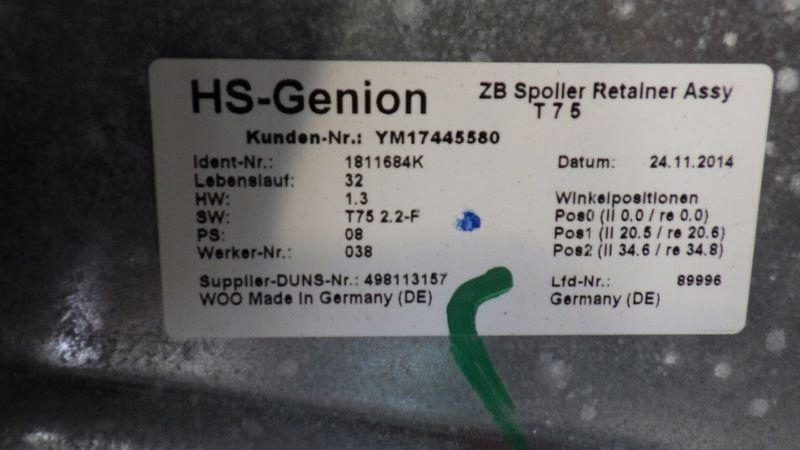 HS-Genion
ZB Spoiler Retainer Assy
T 7 5
Kunden-Nr.: YM17445580
Ident-Nr.: 1811684K Datum: 24.11.2014
Lebenslauf: 32
HW: 1.3 Winkelpositionen
SW: T75 2.2-F Pos0 (li 0.0 / re 0.0)
PS: 08 Pos1 (li 20.5 / re 20.6)
Werker-Nr.: 038 Pos2 (li 34.6 / re 34.8)
Supplier-DUNS-Nr.: 498113157 Lfd-Nr.: 89996
WOO Made in Germany (DE) Germany (DE)